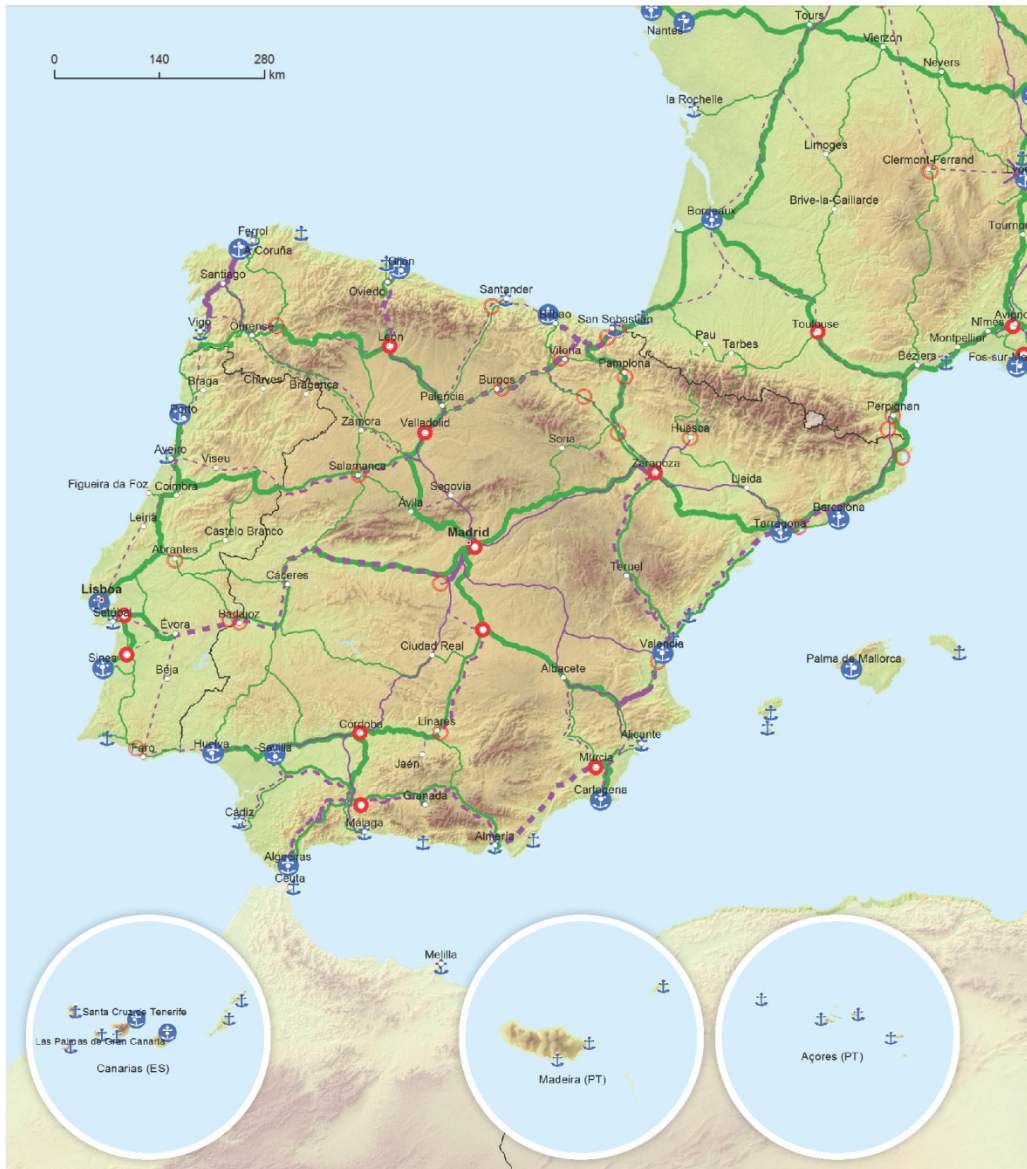 0 140 280
km
Nantes
Tours
Vierzon
Nevers
la Rochelle
Limoges
Clermont-Ferrand
Lyon
Brive-la-Gaillarde
Bordeaux
Tournon
Ferrol
A Coruña
Santiago
Gijón
Oviedo
Santander
Bilbao
San Sebastián
Toulouse
Nîmes
Montpellier
Béziers
Pau
Tarbes
Vigo
Ourense
León
Vitoria
Pamplona
Braga
Chaves
Bragança
Burgos
Palencia
Perpignan
Porto
Zamora
Valladolid
Huesca
Soria
Aveiro
Viseu
Salamanca
Segovia
Zaragoza
Lleida
Figueira da Foz
Coimbra
Ávila
Barcelona
Leiria
Castelo Branco
Madrid
Tarragona
Abrantes
Cáceres
Teruel
Lisboa
Setúbal
Évora
Badajoz
Ciudad Real
Valencia
Sines
Beja
Albacete
Palma de Mallorca
Faro
Huelva
Sevilla
Córdoba
Linares
Alicante
Jaén
Murcia
Cádiz
Granada
Cartagena
Málaga
Almería
Algeciras
Ceuta
Melilla
Santa Cruz de Tenerife
Las Palmas de Gran Canaria
Canarias (ES)
Madeira (PT)
Açores (PT)